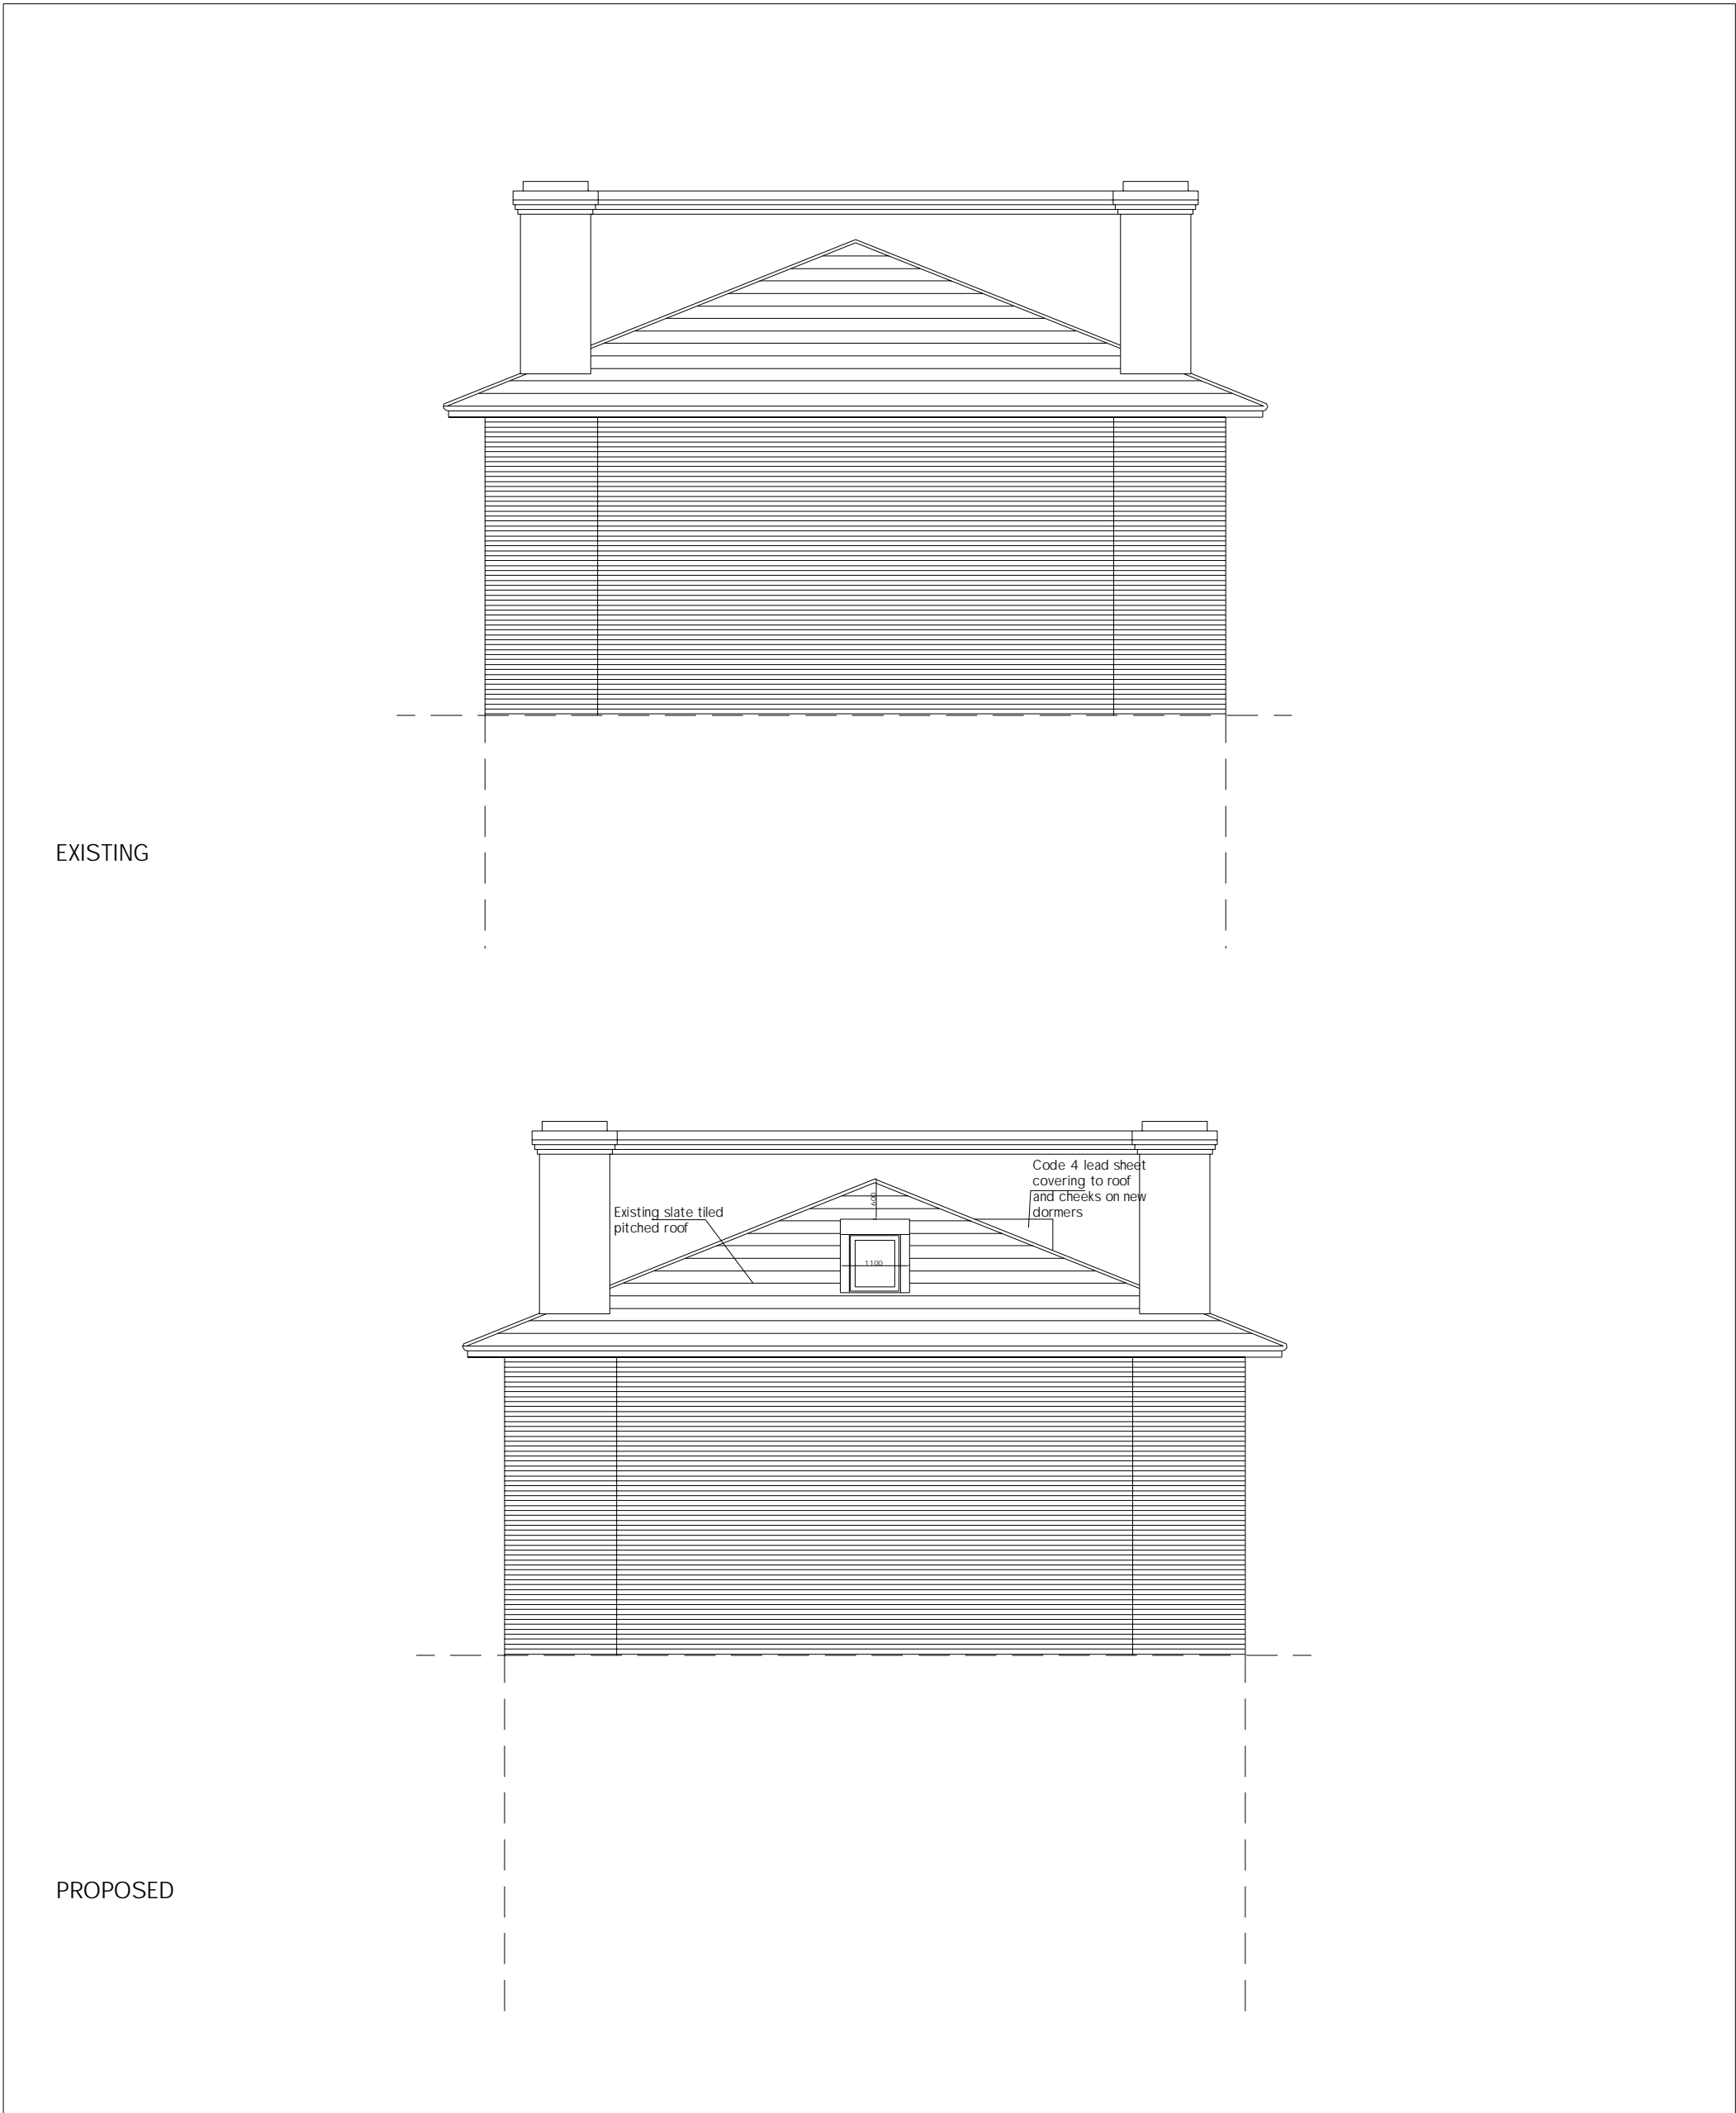 EXISTING
Code 4 lead sheet
covering to roof
and cheeks on new
dormers
600
Existing slate tiled
pitched roof
1100
PROPOSED